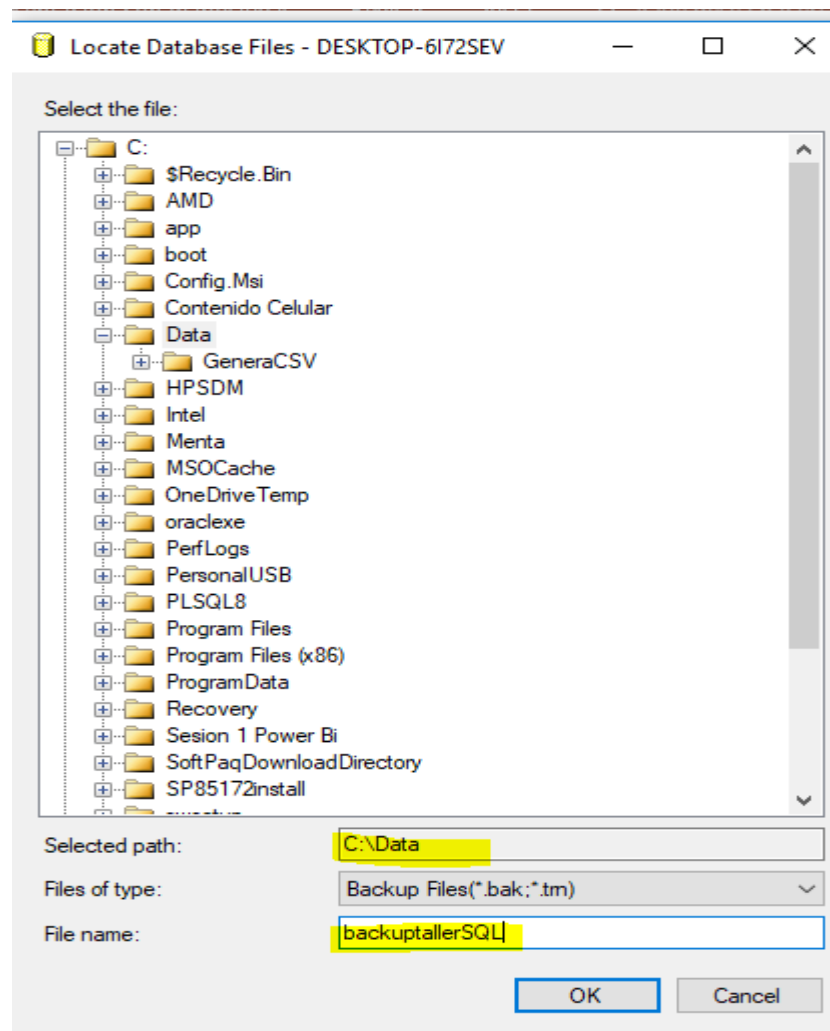 Locate Database Files - DESKTOP-6I72SEV
Select the file:
C:
$Recycle.Bin
AMD
app
boot
Config.Msi
Contenido Celular
Data
GeneraCSV
HPSDM
Intel
Menta
MSOCache
OneDriveTemp
oraclexe
PerfLogs
PersonalUSB
PLSQL8
Program Files
Program Files (x86)
ProgramData
Recovery
Sesion 1 Power Bi
SoftPaqDownloadDirectory
SP85172install
Selected path: C:\Data
Files of type: Backup Files(*.bak;*.trn)
File name: backuptallerSQL
OK Cancel